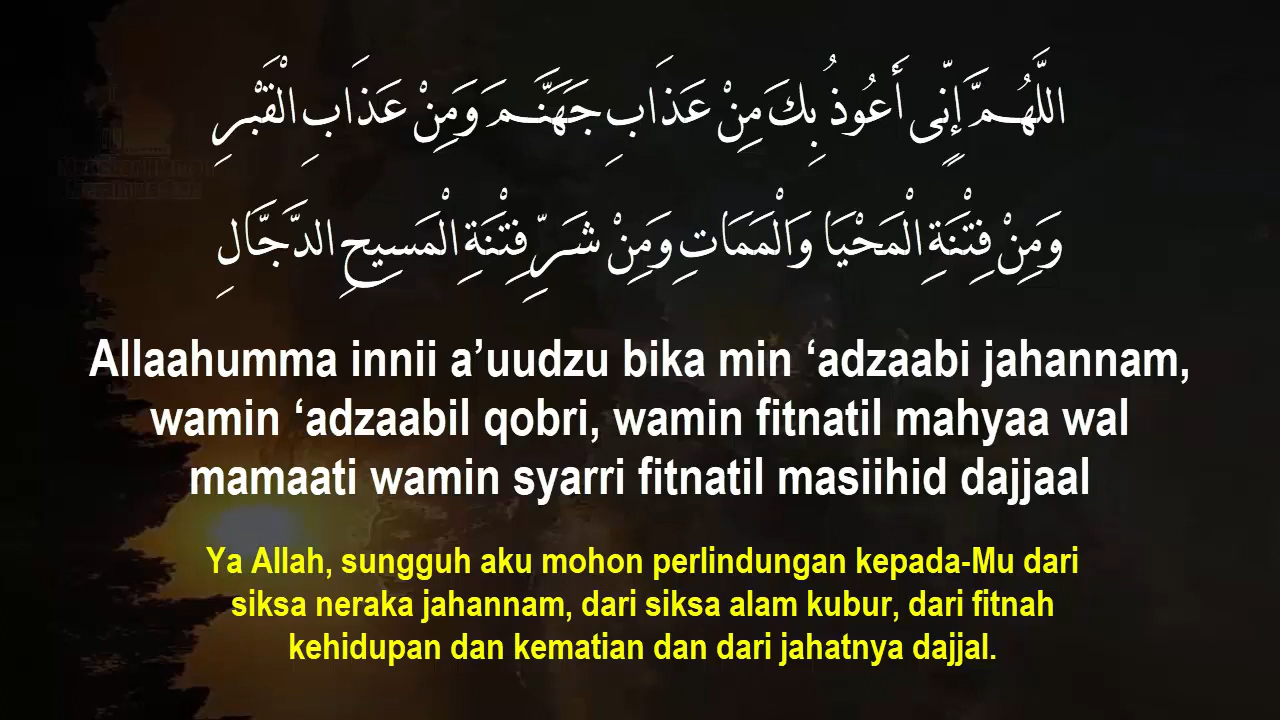 اللَّهُمَّ إِنِّى أَعُوذُ بِكَ مِنْ عَذَابِ جَهَنَّمَ وَمِنْ عَذَابِ الْقَبْرِ
وَمِنْ فِتْنَةِ الْمَحْيَا وَالْمَمَاتِ وَمِنْ شَرِّ فِتْنَةِ الْمَسِيحِ الدَّجَّالِ
Allaahumma innii a’uudzu bika min ‘adzaabi jahannam,
wamin ‘adzaabil qobri, wamin fitnatil mahyaa wal
mamaati wamin syarri fitnatil masiihid dajjaal
Ya Allah, sungguh aku mohon perlindungan kepada-Mu dari
siksa neraka jahannam, dari siksa alam kubur, dari fitnah
kehidupan dan kematian dan dari jahatnya dajjal.